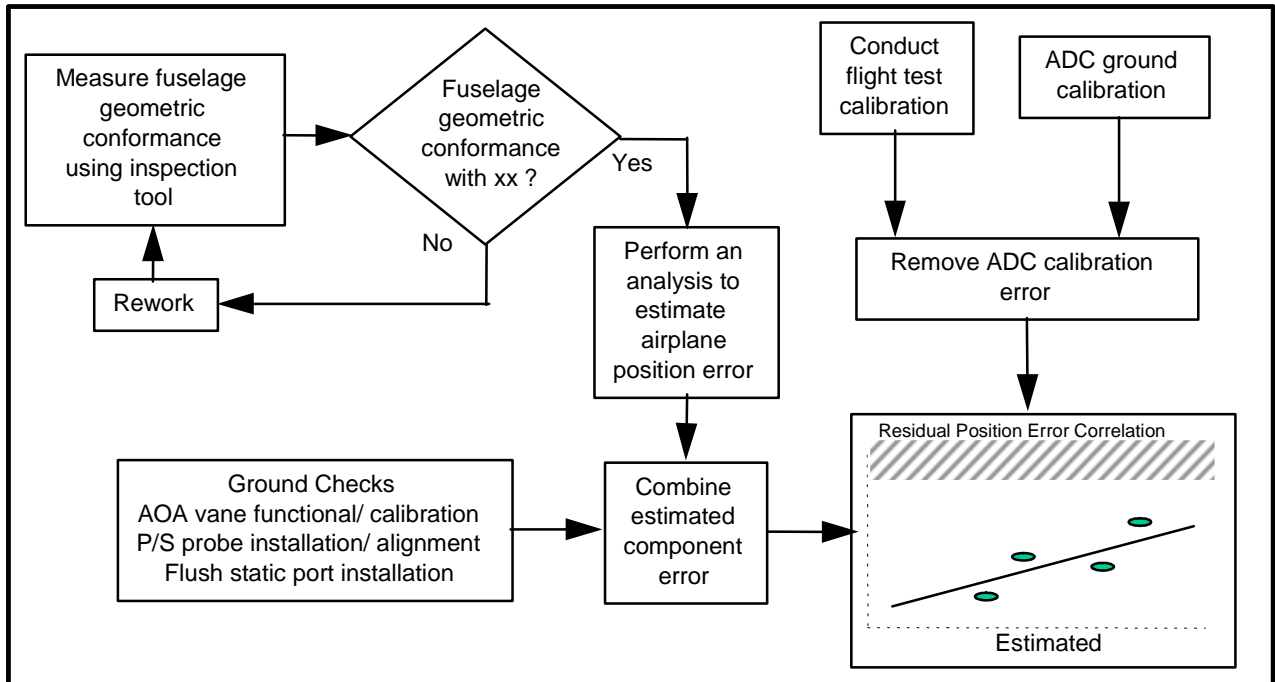 Measure fuselage
geometric
conformance
using inspection
tool
Fuselage
geometric
conformance
with xx ?
Yes
No
Rework
Perform an
analysis to
estimate
airplane
position error
Conduct
flight test
calibration
ADC ground
calibration
Remove ADC calibration
error
Ground Checks
AOA vane functional/ calibration
P/S probe installation/ alignment
Flush static port installation
Combine
estimated
component
error
Residual Position Error Correlation
Estimated